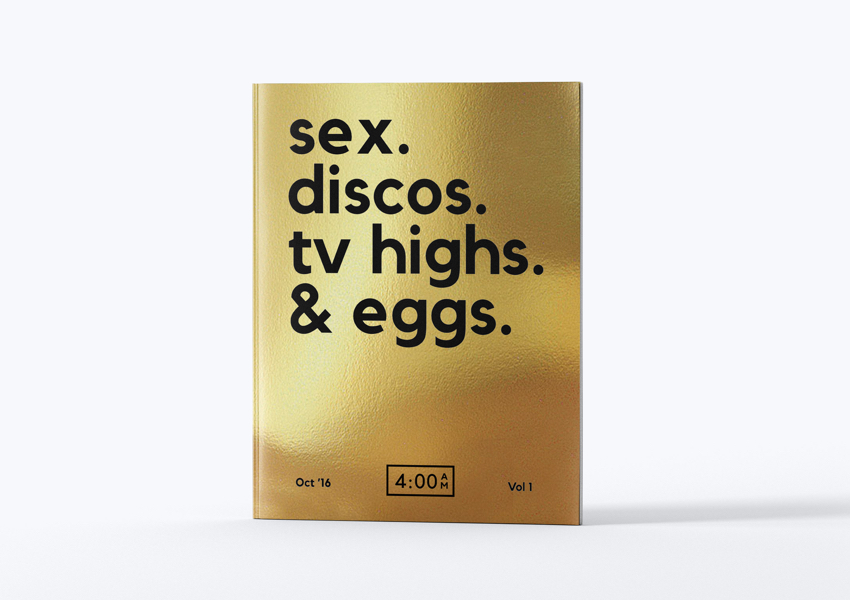 sex.
discos.
tv highs.
& eggs.
Oct '16
4:00 AM
Vol 1